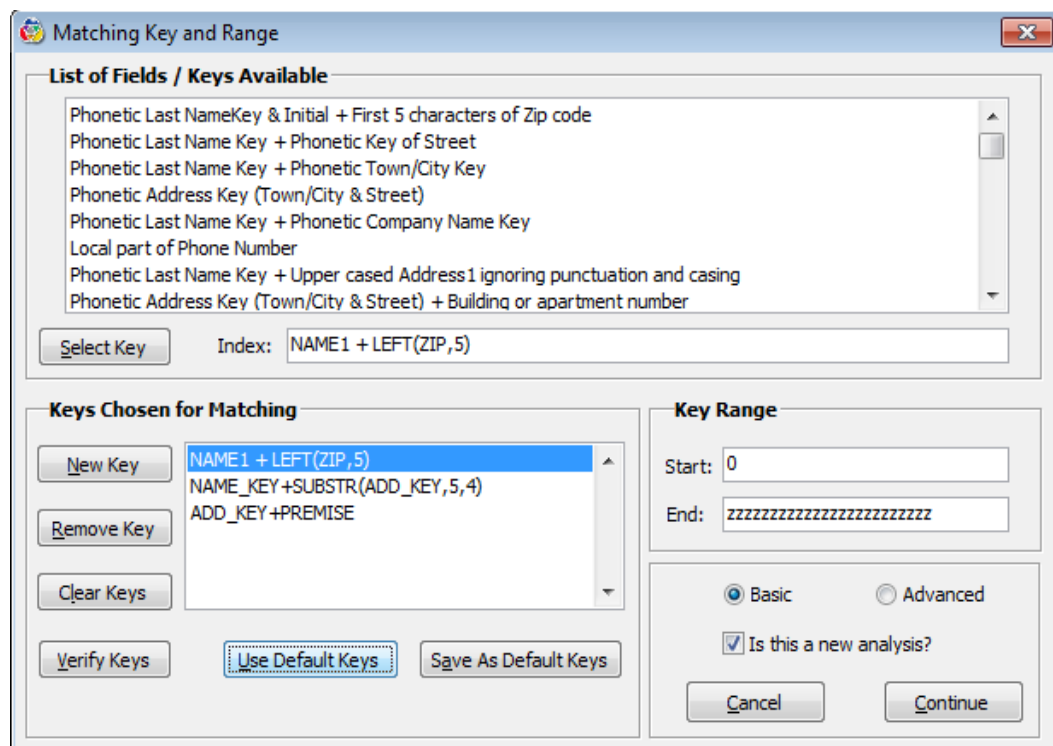 Matching Key and Range
List of Fields / Keys Available
Phonetic Last NameKey & Initial + First 5 characters of Zip code
Phonetic Last Name Key + Phonetic Key of Street
Phonetic Last Name Key + Phonetic Town/City Key
Phonetic Address Key (Town/City & Street)
Phonetic Last Name Key + Phonetic Company Name Key
Local part of Phone Number
Phonetic Last Name Key + Upper cased Address1 ignoring punctuation and casing
Phonetic Address Key (Town/City & Street) + Building or apartment number
Select Key Index: NAME1 + LEFT(ZIP,5)
Keys Chosen for Matching
New Key
Remove Key
Clear Keys
NAME1 + LEFT(ZIP,5)
NAME_KEY+SUBSTR(ADD_KEY,5,4)
ADD_KEY+PREMISE
Verify Keys Use Default Keys Save As Default Keys
Key Range
Start: 0
End: zzzzzzzzzzzzzzzzzzzzzzzzz
Basic Advanced
Is this a new analysis?
Cancel Continue